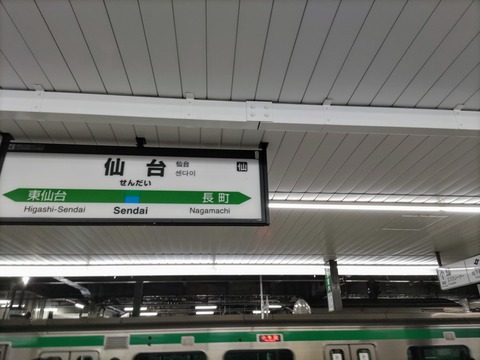 仙台
仙台
센다이
仙
せんだい
東仙台
長町
Higashi-Sendai
Sendai
Nagamachi